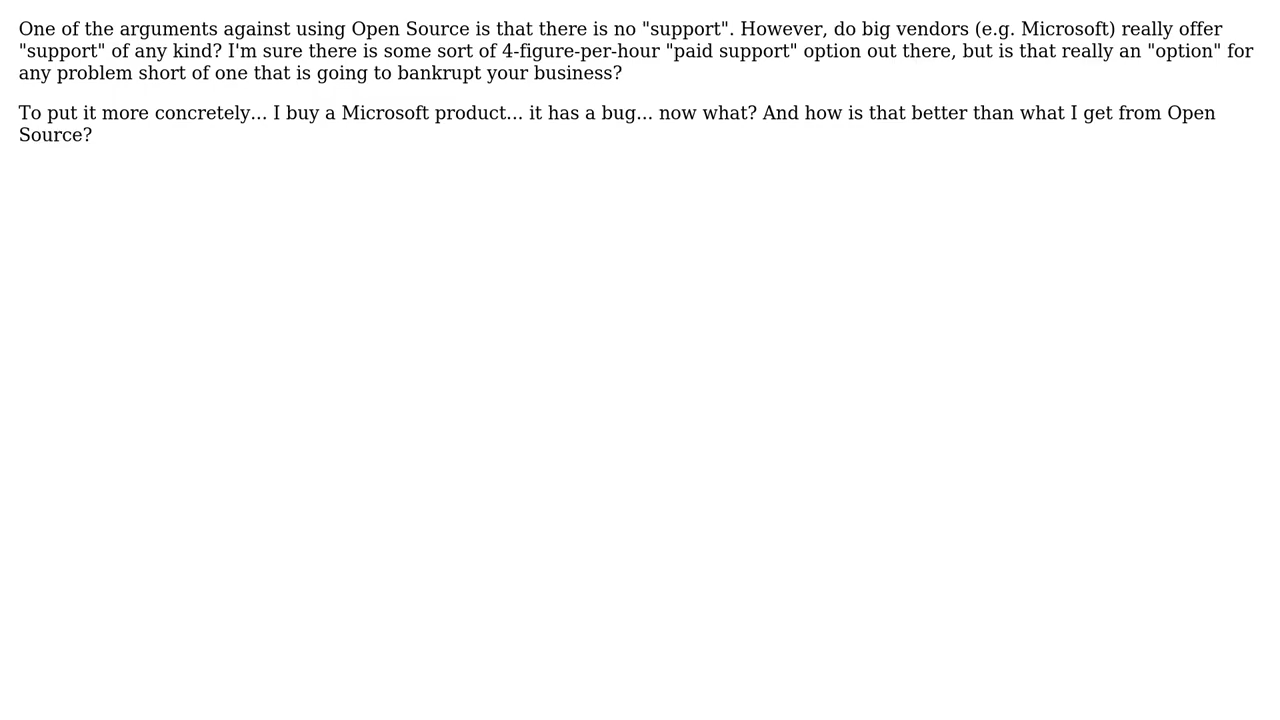 One of the arguments against using Open Source is that there is no "support". However, do big vendors (e.g. Microsoft) really offer
"support" of any kind? I'm sure there is some sort of 4-figure-per-hour "paid support" option out there, but is that really an "option" for
any problem short of one that is going to bankrupt your business?
To put it more concretely... I buy a Microsoft product... it has a bug... now what? And how is that better than what I get from Open
Source?